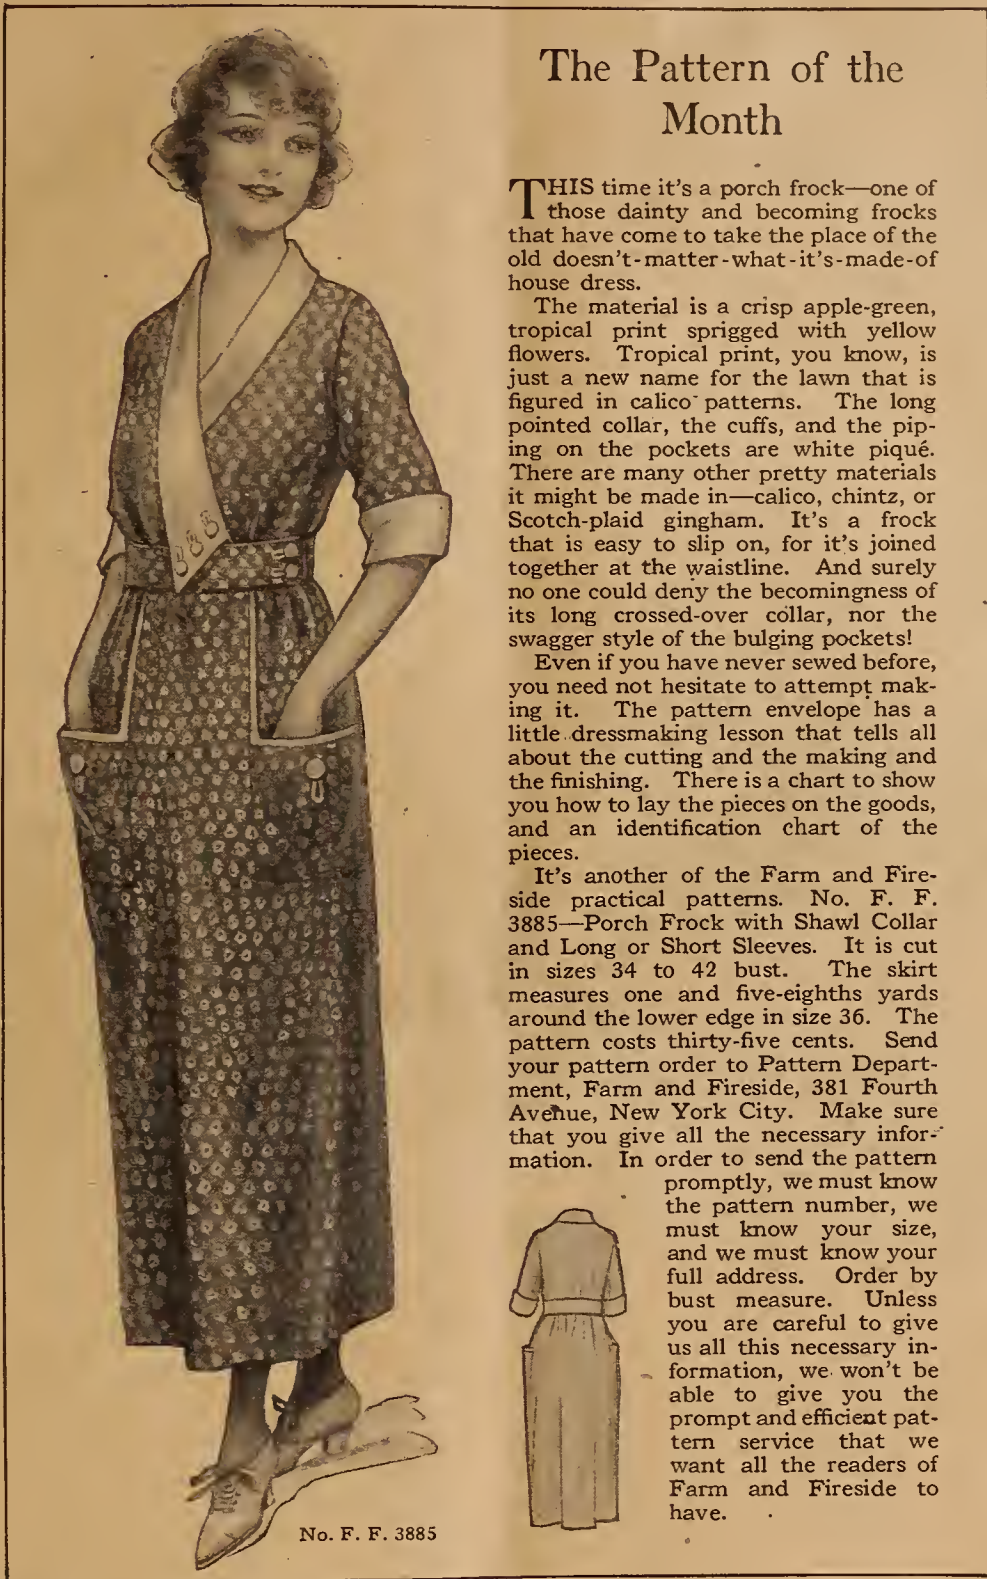 The Pattern of the
Month
THIS time it's a porch frock—one of
those dainty and becoming frocks
that have come to take the place of the
old doesn't-matter-what-it's-made-of
house dress.
The material is a crisp apple-green,
tropical print sprigged with yellow
flowers. Tropical print, you know, is
just a new name for the lawn that is
figured in calico patterns. The long
pointed collar, the cuffs, and the pip-
ing on the pockets are white piqué.
There are many other pretty materials
it might be made in—calico, chintz, or
Scotch-plaid gingham. It's a frock
that is easy to slip on, for it's joined
together at the waistline. And surely
no one could deny the becomingness of
its long crossed-over collar, nor the
swagger style of the bulging pockets!
Even if you have never sewed before,
you need not hesitate to attempt mak-
ing it. The pattern envelope has a
little dressmaking lesson that tells all
about the cutting and the making and
the finishing. There is a chart to show
you how to lay the pieces on the goods,
and an identification chart of the
pieces.
It's another of the Farm and Fire-
side practical patterns. No. F. F.
3885—Porch Frock with Shawl Collar
and Long or Short Sleeves. It is cut
in sizes 34 to 42 bust. The skirt
measures one and five-eighths yards
around the lower edge in size 36. The
pattern costs thirty-five cents. Send
your pattern order to Pattern Depart-
ment, Farm and Fireside, 381 Fourth
Avenue, New York City. Make sure
that you give all the necessary infor-
mation. In order to send the pattern
promptly, we must know
the pattern number, we
must know your size,
and we must know your
full address. Order by
bust measure. Unless
you are careful to give
us all this necessary in-
formation, we won't be
able to give you the
prompt and efficient pat-
tern service that we
want all the readers of
Farm and Fireside to
have.
No. F. F. 3885